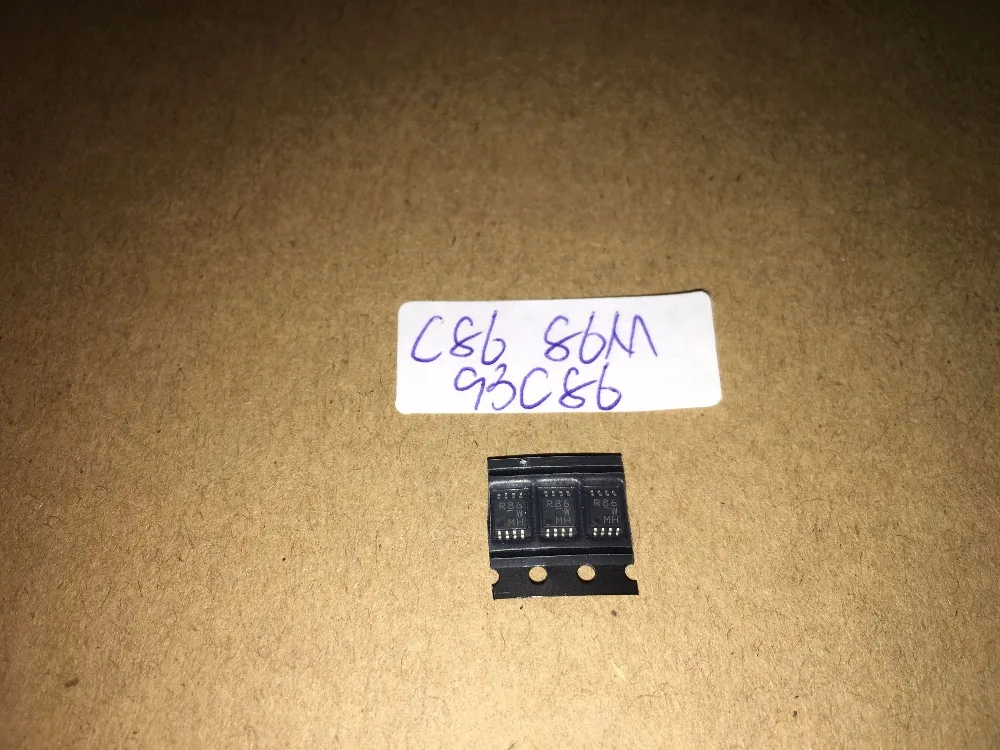 C86 86M
93C86
R86 R86 R86
W W W
MH MH MH